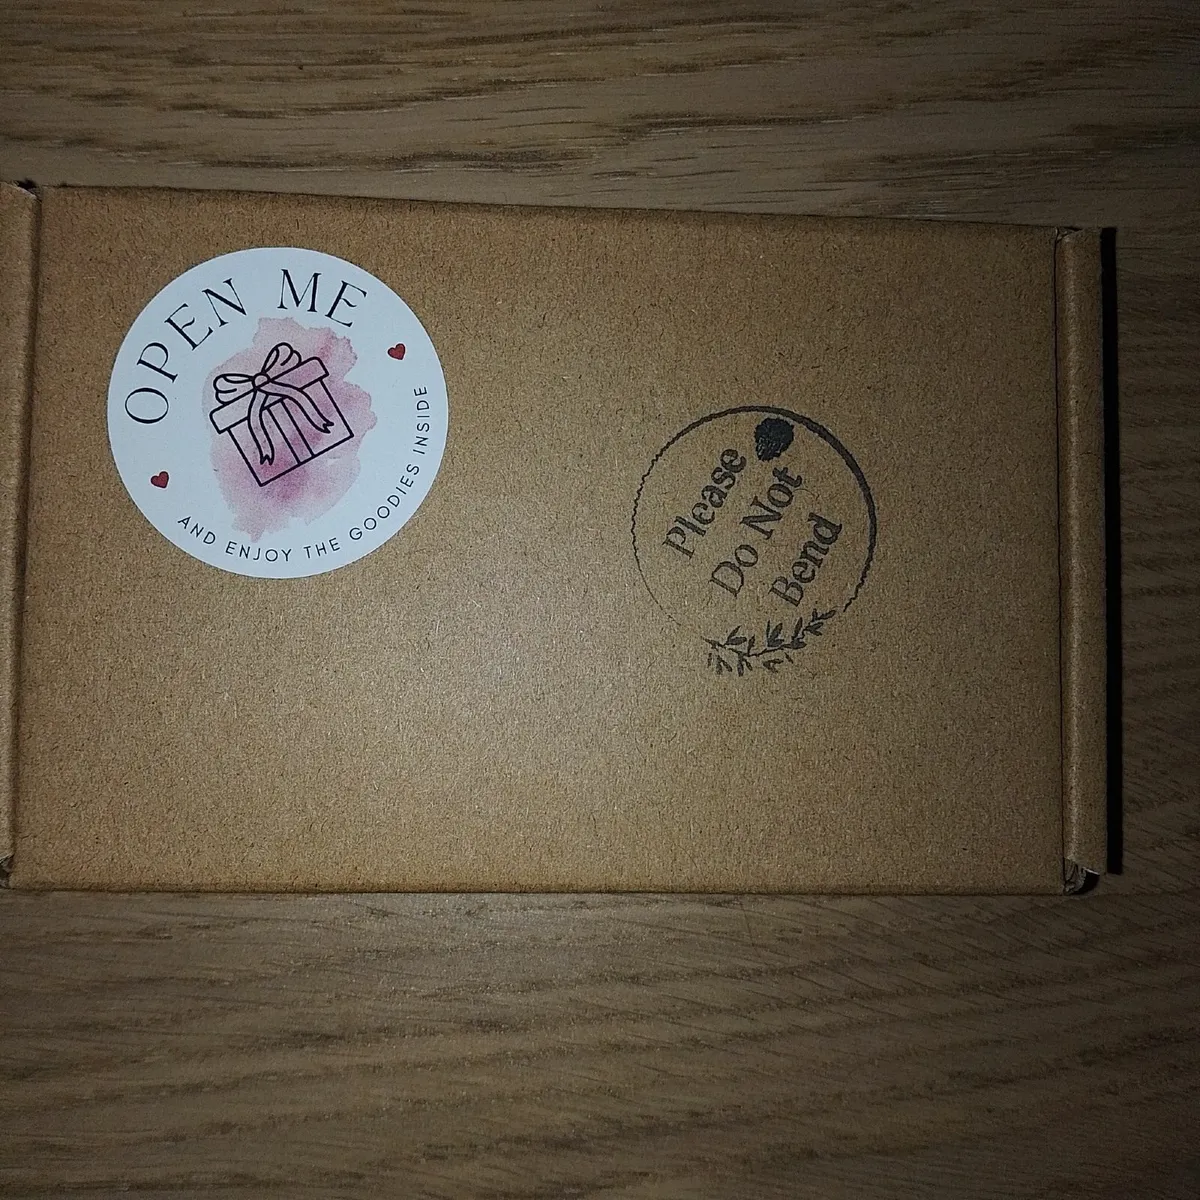 OPEN ME
AND ENJOY THE GOODIES INSIDE
Please
Do Not
Bend